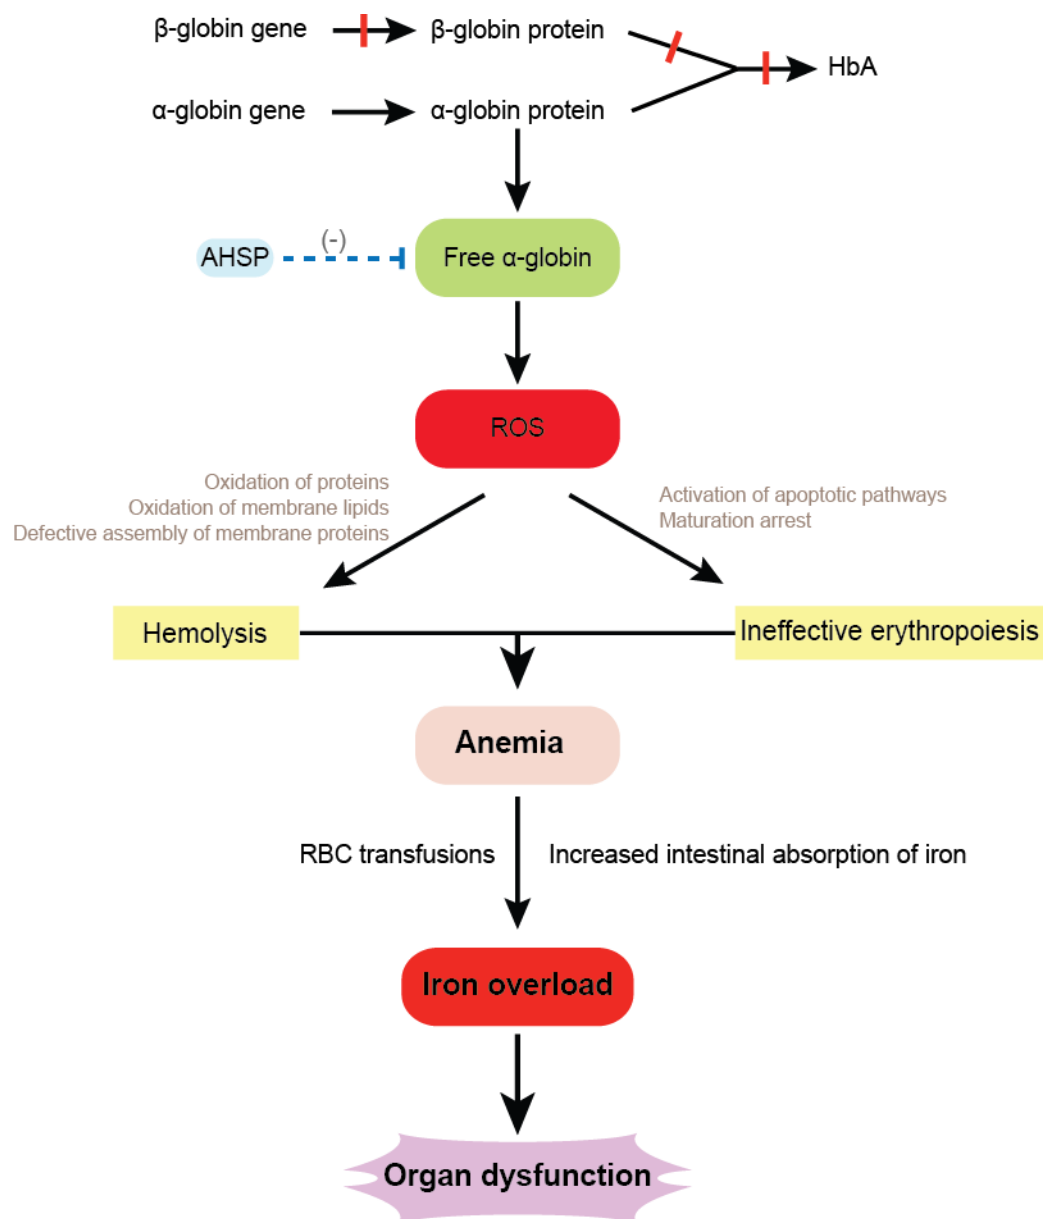 β-globin gene
β-globin protein
HbA
α-globin gene
α-globin protein
AHSP
(-)
Free α-globin
ROS
Oxidation of proteins
Oxidation of membrane lipids
Defective assembly of membrane proteins
Activation of apoptotic pathways
Maturation arrest
Hemolysis
Ineffective erythropoiesis
Anemia
RBC transfusions
Increased intestinal absorption of iron
Iron overload
Organ dysfunction